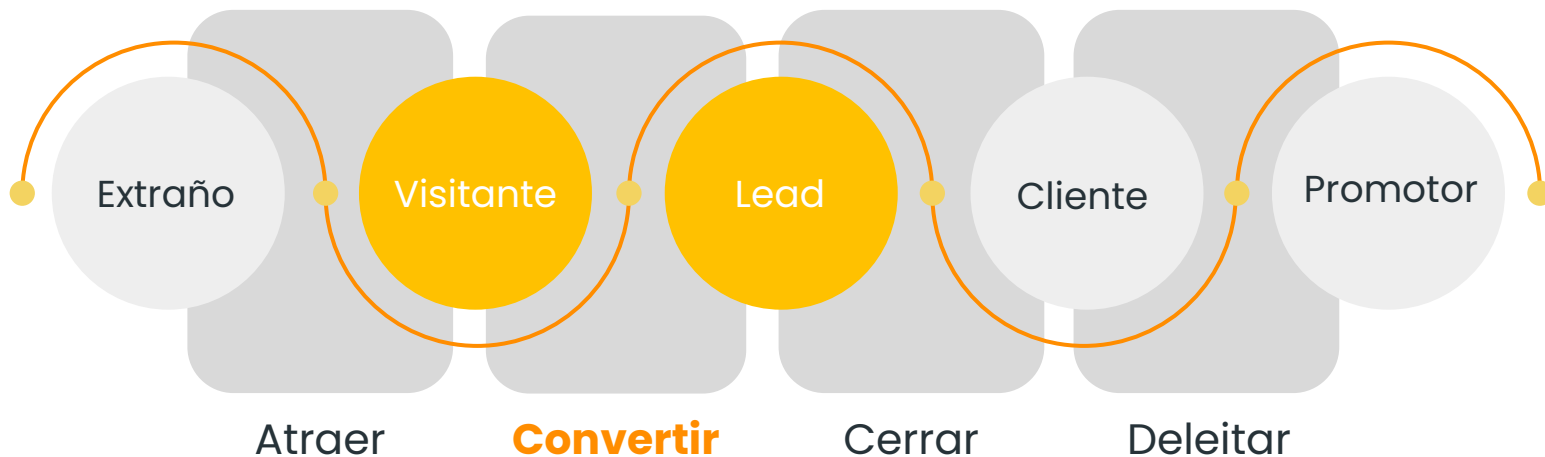 Extraño
Visitante
Lead
Cliente
Promotor
Atraer
Convertir
Cerrar
Deleitar